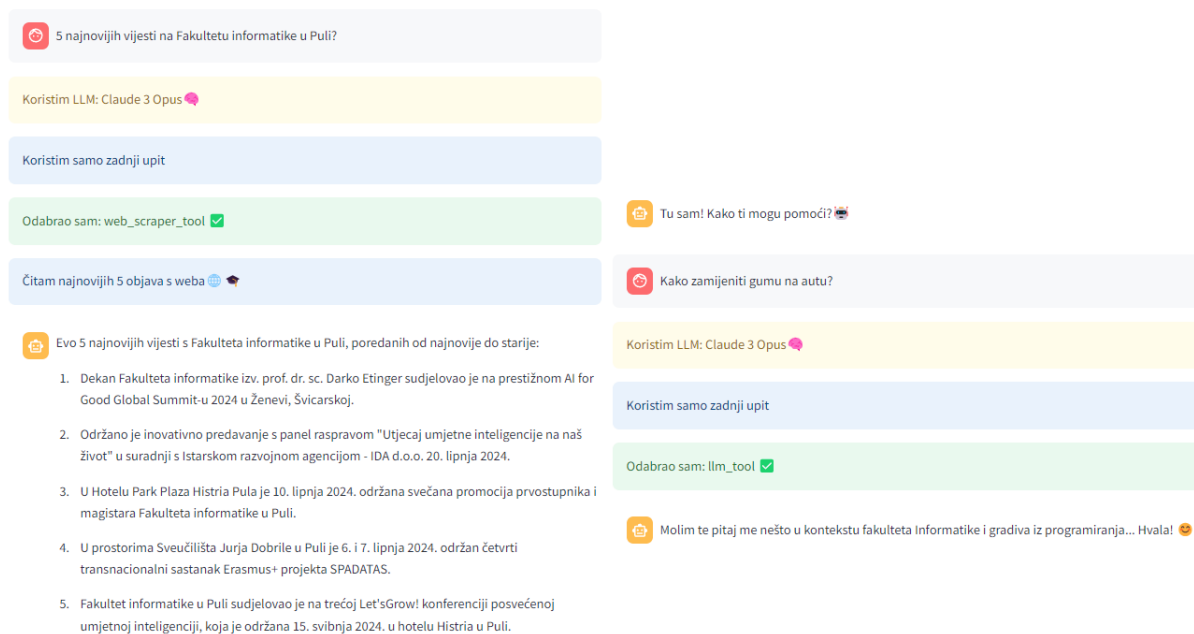 5 najnovijih vijesti na Fakultetu informatike u Puli?
Koristim LLM: Claude 3 Opus🧠
Koristim samo zadnji upit
Odabrao sam: web_scraper_tool ✅
Čitam najnovijih 5 objava s weba🌐 🎓
Evo 5 najnovijih vijesti s Fakulteta informatike u Puli, poredanih od najnovije do starije:
1. Dekan Fakulteta informatike izv. prof. dr. sc. Darko Etinger sudjelovao je na prestižnom AI for
Good Global Summit-u 2024 u Ženevi, Švicarskoj.
2. Održano je inovativno predavanje s panel raspravom "Utjecaj umjetne inteligencije na naš
život" u suradnji s Istarskom razvojnom agencijom - IDA d.o.o. 20. lipnja 2024.
3. U Hotelu Park Plaza Histria Pula je 10. lipnja 2024. održana svečana promocija prvostupnika i
magistara Fakulteta informatike u Puli.
4. U prostorima Sveučilišta Jurja Dobrile u Puli je 6. i 7. lipnja 2024. održan četvrti
transnacionalni sastanak Erasmus+ projekta SPADATAS.
5. Fakultet informatike u Puli sudjelovao je na trećoj Let'sGrow! konferenciji posvećenoj
umjetnoj inteligenciji, koja je održana 15. svibnja 2024. u hotelu Histria u Puli.
Tu sam! Kako ti mogu pomoći?🤖
Kako zamijeniti gumu na autu?
Koristim LLM: Claude 3 Opus🧠
Koristim samo zadnji upit
Odabrao sam: llm_tool ✅
Molim te pitaj me nešto u kontekstu fakulteta Informatike i gradiva iz programiranja... Hvala! 😊